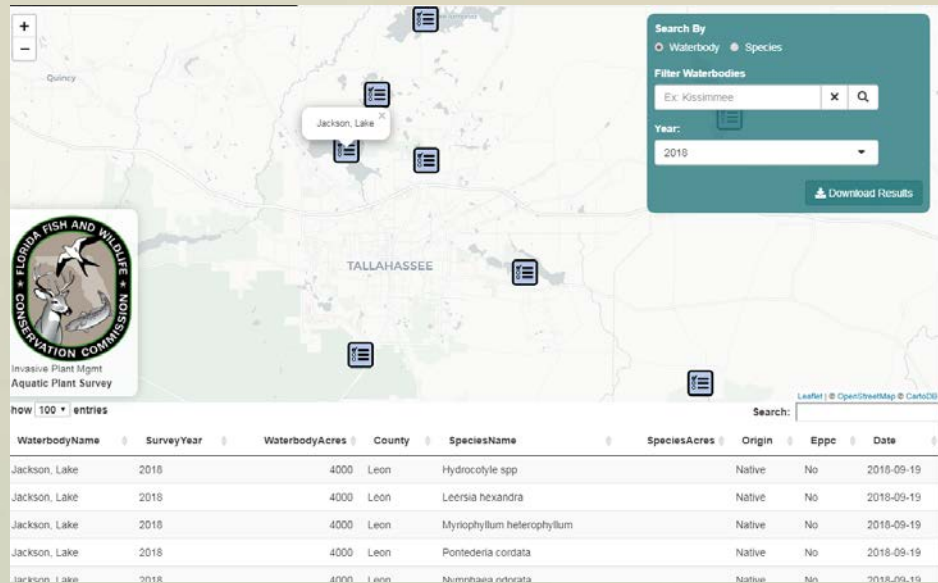 +
−
Quincy
Jackson, Lake
×
TALLAHASSEE
Search By
Waterbody Species
Filter Waterbodies
Ex: Kissimmee
Year:
2018
Download Results
FLORIDA FISH AND WILDLIFE
CONSERVATION COMMISSION
Invasive Plant Mgmt
Aquatic Plant Survey
Leaflet | © OpenStreetMap © CartoDB
how 100 entries
Search:
WaterbodyName SurveyYear WaterbodyAcres County SpeciesName SpeciesAcres Origin Eppc Date
Jackson, Lake 2018 4000 Leon Hydrocotyle spp Native No 2018-09-19
Jackson, Lake 2018 4000 Leon Leersia hexandra Native No 2018-09-19
Jackson, Lake 2018 4000 Leon Myriophyllum heterophyllum Native No 2018-09-19
Jackson, Lake 2018 4000 Leon Pontederia cordata Native No 2018-09-19
Jackson, Lake 2018 4000 Leon Nymphaea odorata Native No 2018-09-19